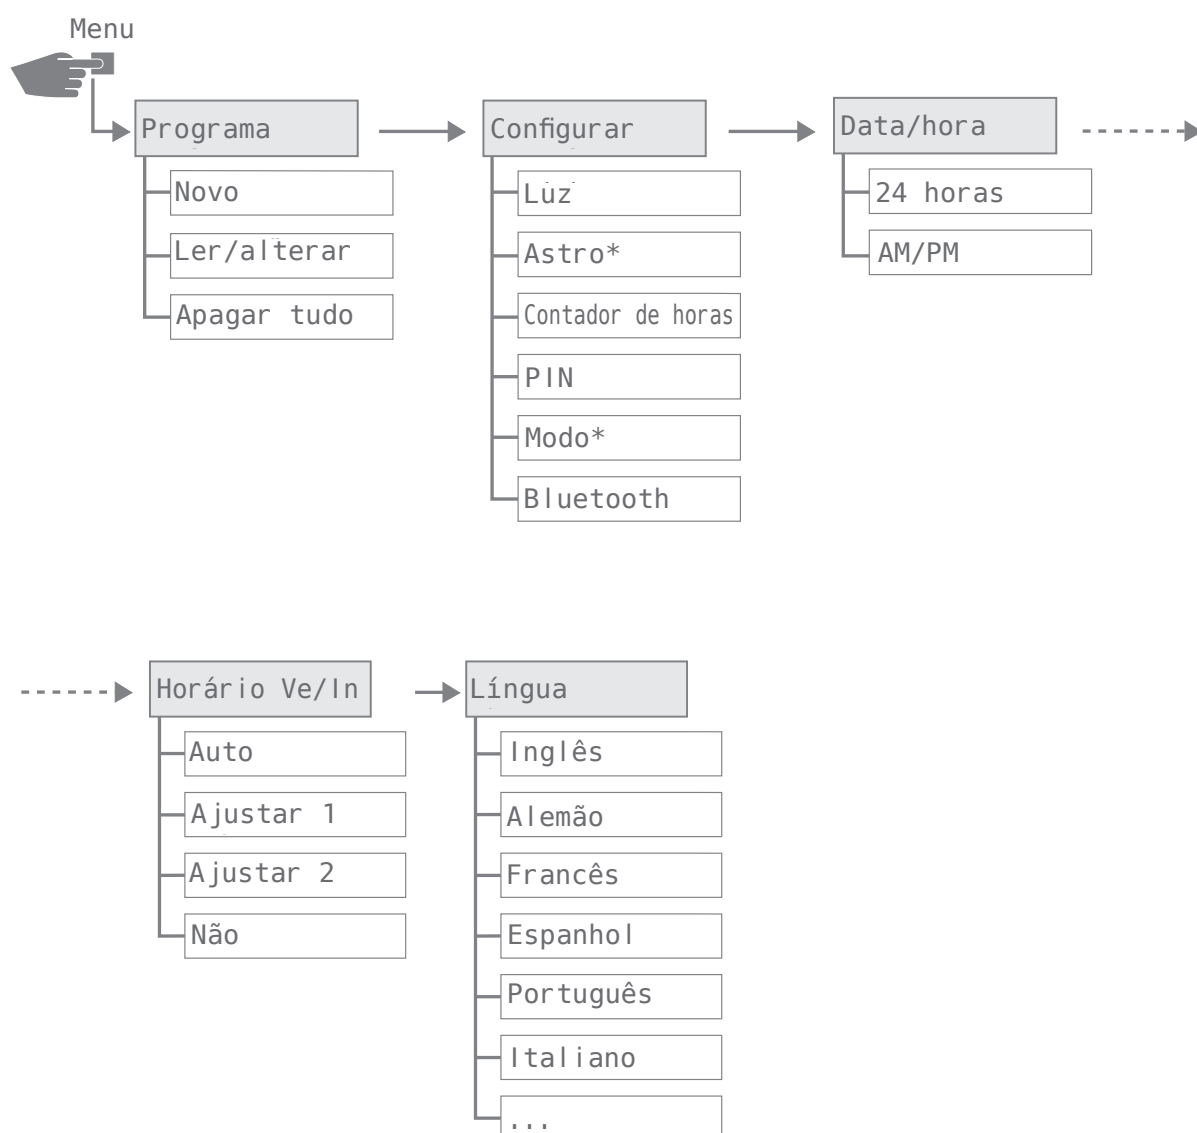 Menu
Programa
Novo
Ler/alterar
Apagar tudo
Configurar
Luz
Astro*
Contador de horas
PIN
Modo*
Bluetooth
Data/hora
24 horas
AM/PM
Horário Ve/In
Auto
Ajustar 1
Ajustar 2
Não
Língua
Inglês
Alemão
Francês
Espanhol
Português
Italiano
...